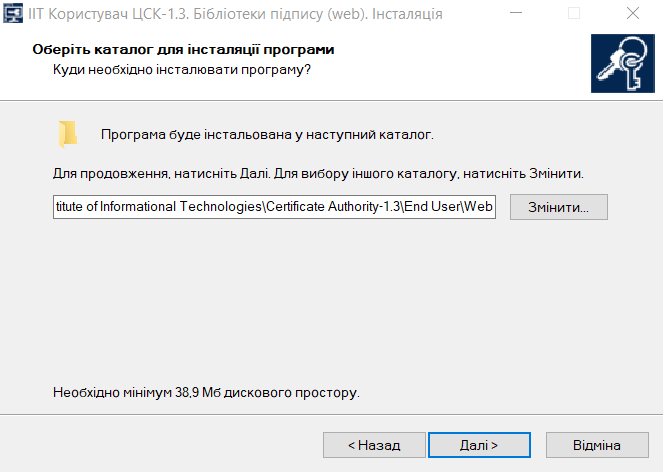 ІІТ Користувач ЦСК-1.3. Бібліотеки підпису (web). Інсталяція
Оберіть каталог для інсталяції програми
Куди необхідно інсталювати програму?
Програма буде інстальована у наступний каталог.
Для продовження, натисніть Далі. Для вибору іншого каталогу, натисніть Змінити.
titute of Informational Technologies\Certificate Authority-1.3\End User\Web
Змінити...
Необхідно мінімум 38,9 Мб дискового простору.
< Назад
Далі >
Відміна